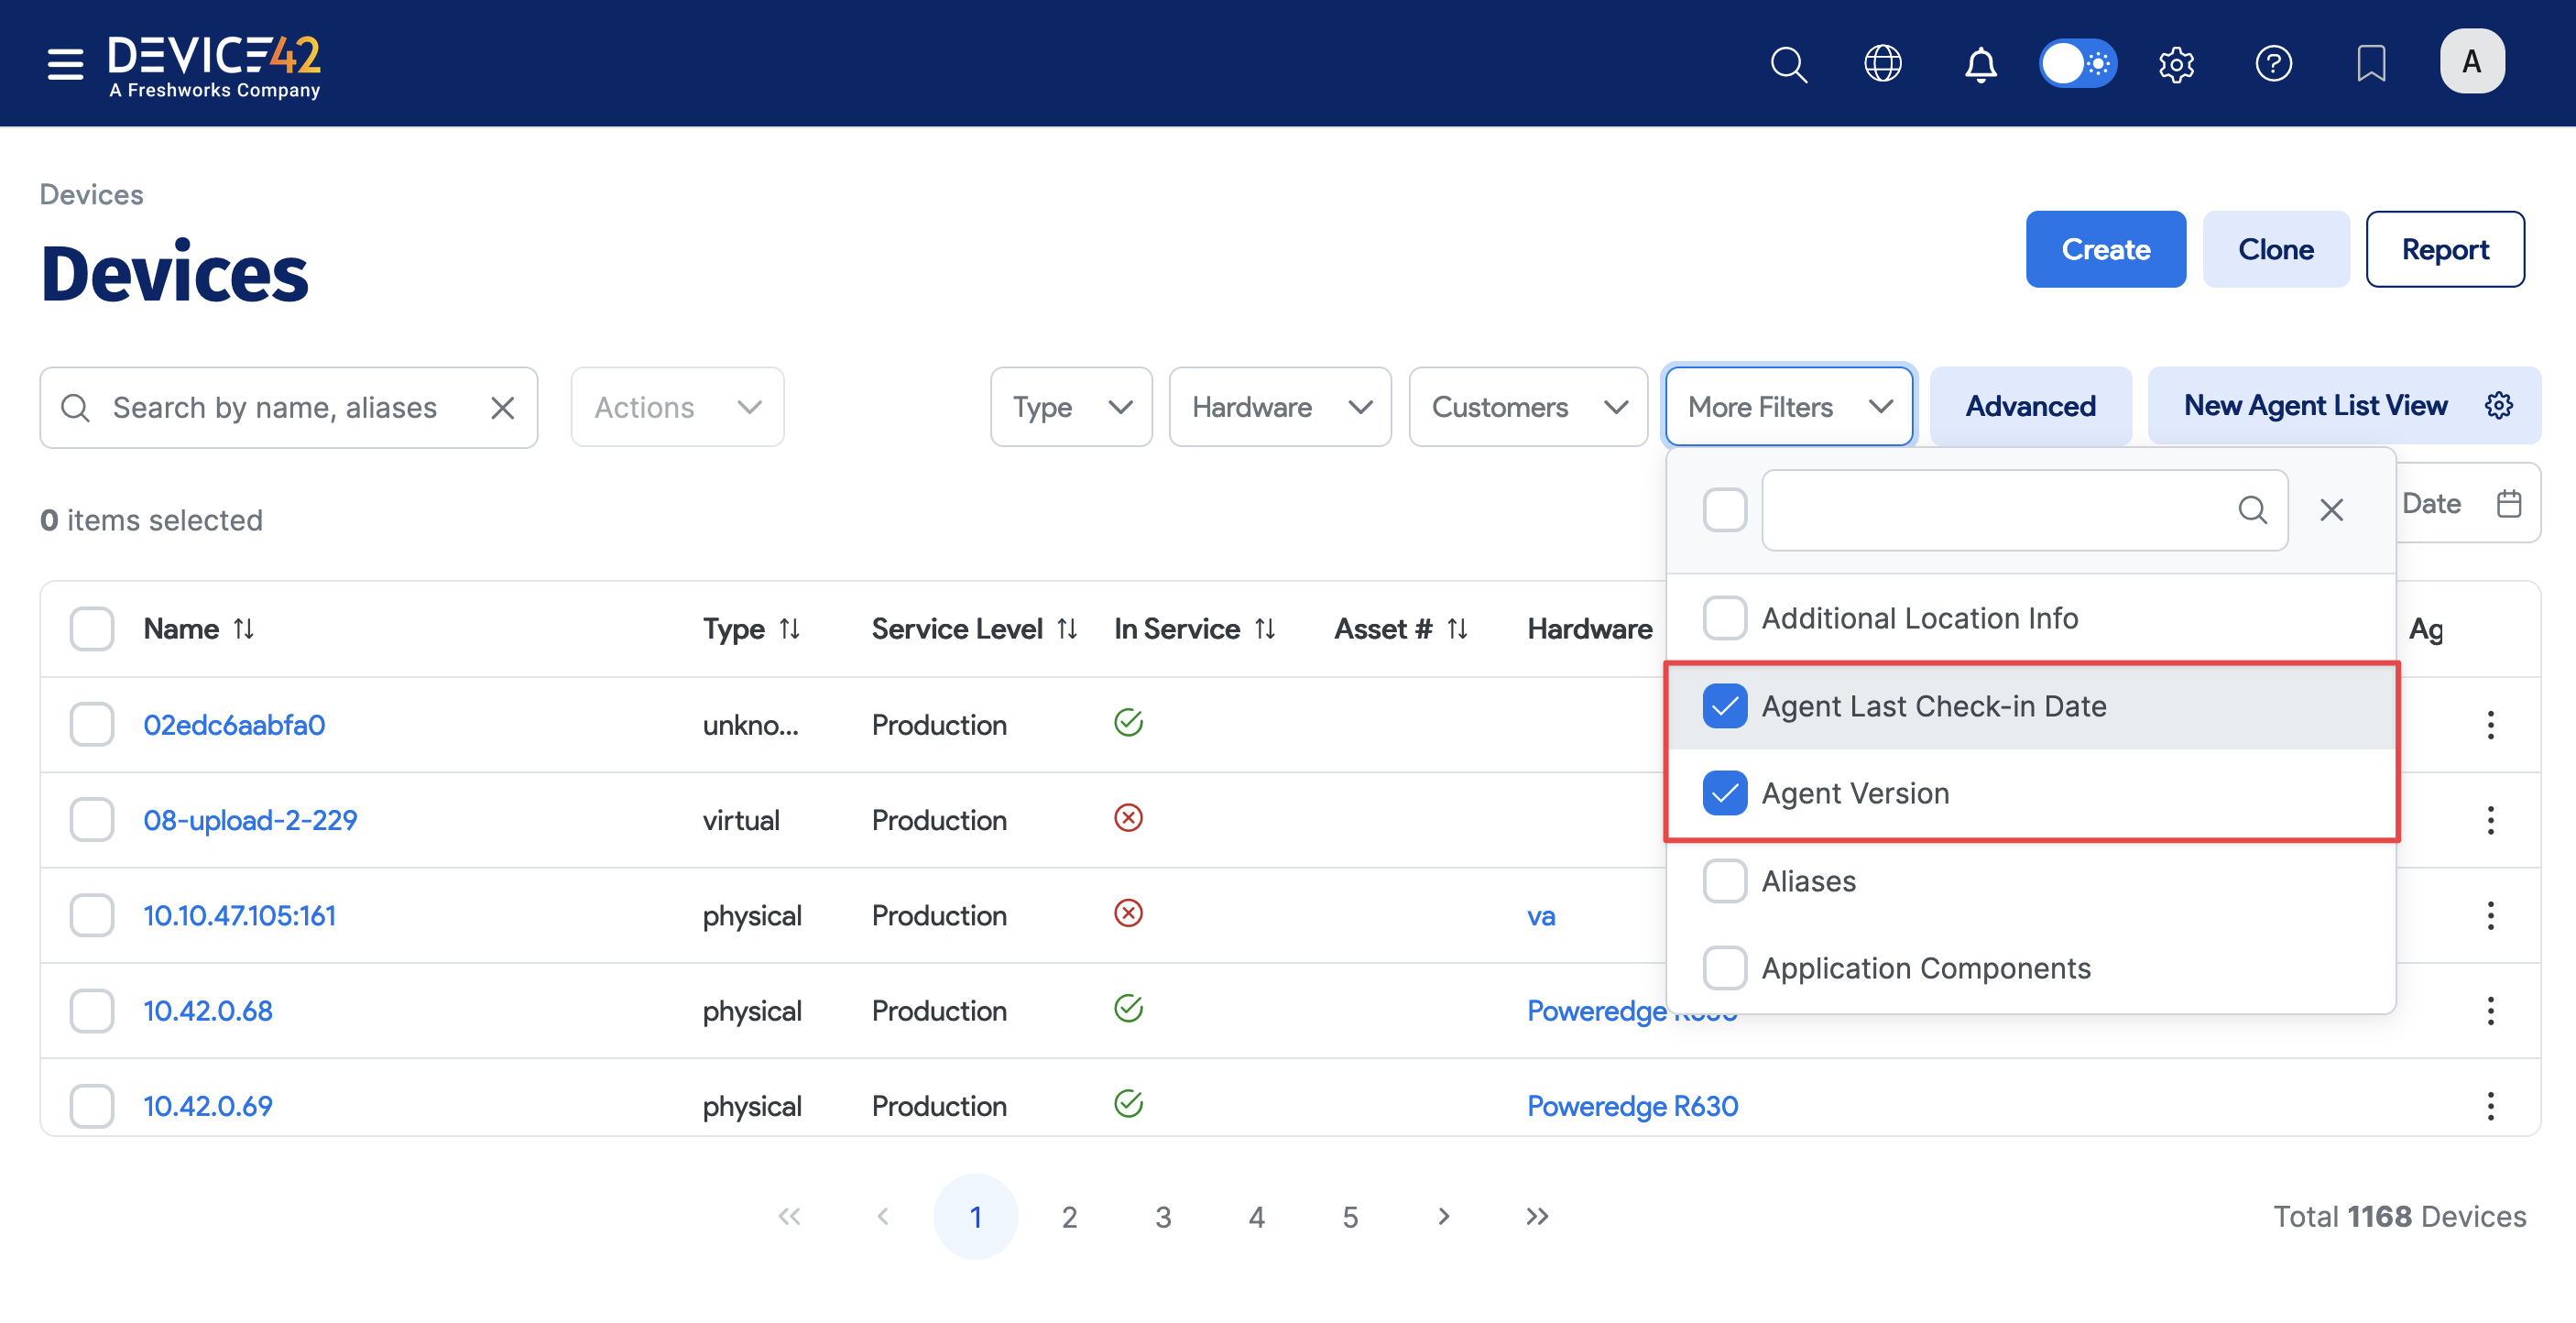 DEVICE42
A Freshworks Company
A
Devices
Devices
Create
Clone
Report
Search by name, aliases
Actions
Type
Hardware
Customers
More Filters
Advanced
New Agent List View
0 items selected
Date
Name
Type
Service Level
In Service
Asset #
Hardware
Ag
Additional Location Info
Agent Last Check-in Date
Agent Version
Aliases
Application Components
02edc6aabfa0 unkno... Production
08-upload-2-229 virtual Production
10.10.47.105:161 physical Production va
10.42.0.68 physical Production Poweredge R630
10.42.0.69 physical Production Poweredge R630
1 2 3 4 5
Total 1168 Devices